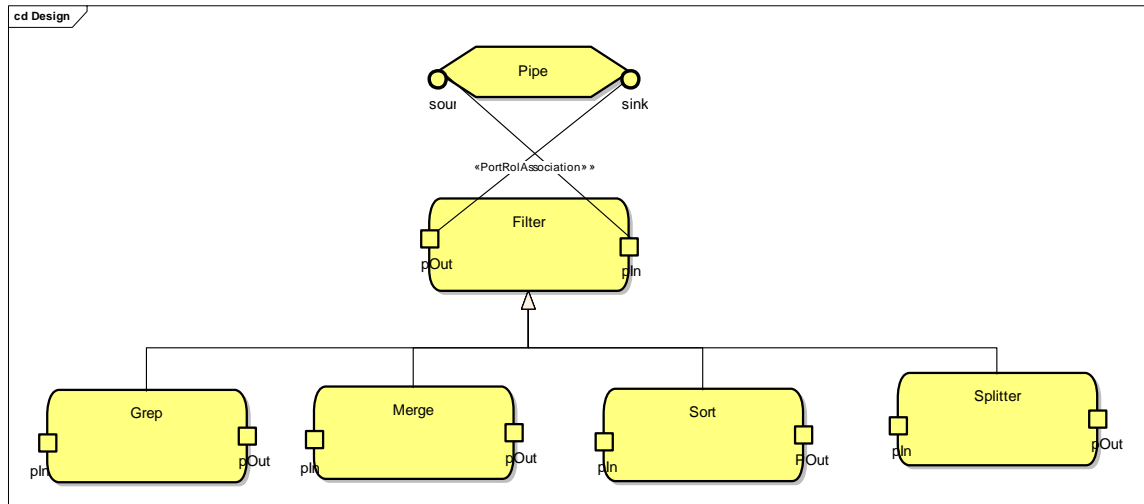 cd Design
Pipe
sour
sink
«PortRolAssociation» »
Filter
pOut
pIn
Grep
Merge
Sort
Splitter
pIn
pOut
pIn
pOut
pIn
POut
pIn
pOut